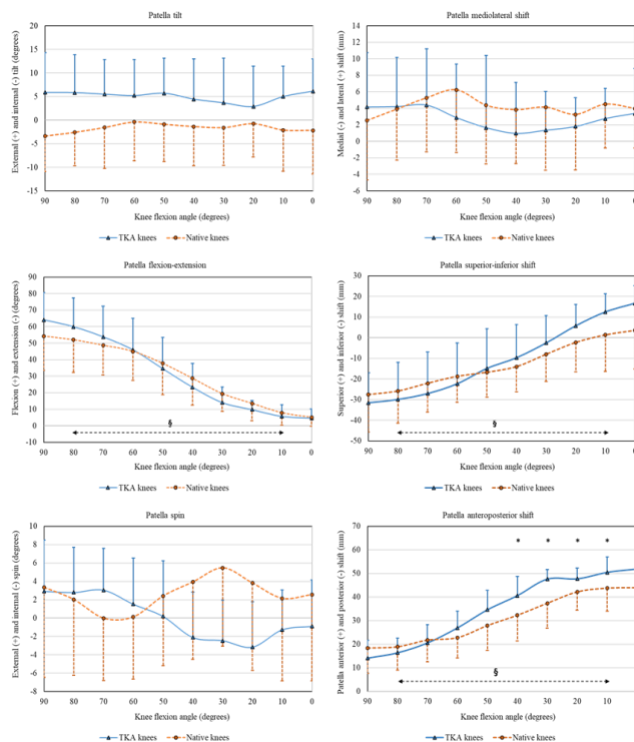 Patella tilt
External (+) and internal (-) tilt (degrees)
20
15
10
5
0
-5
-10
-15
90 80 70 60 50 40 30 20 10 0
Knee flexion angle (degrees)
TKA knees Native knees
Patella mediolateral shift
Medial (-) and lateral (+) shift (mm)
14
12
10
8
6
4
2
0
-2
-4
-6
90 80 70 60 50 40 30 20 10 0
Knee flexion angle (degrees)
TKA knees Native knees
Patella flexion-extension
Flexion (+) and extension (-) (degrees)
90
80
70
60
50
40
30
20
10
0
-10
§
90 80 70 60 50 40 30 20 10 0
Knee flexion angle (degrees)
TKA knees Native knees
Patella superior-inferior shift
Superior (+) and inferior (-) shift (mm)
30
20
10
0
-10
-20
-30
-40
-50
§
90 80 70 60 50 40 30 20 10 0
Knee flexion angle (degrees)
TKA knees Native knees
Patella spin
External (+) and internal (-) spin (degrees)
10
8
6
4
2
0
-2
-4
-6
-8
90 80 70 60 50 40 30 20 10 0
Knee flexion angle (degrees)
TKA knees Native knees
Patella anteroposterior shift
Patella anterior (+) and posterior (-) shift (mm)
70
60
50
40
30
20
10
0
* * * *
§
90 80 70 60 50 40 30 20 10
Knee flexion angle (degrees)
TKA knees Native knees